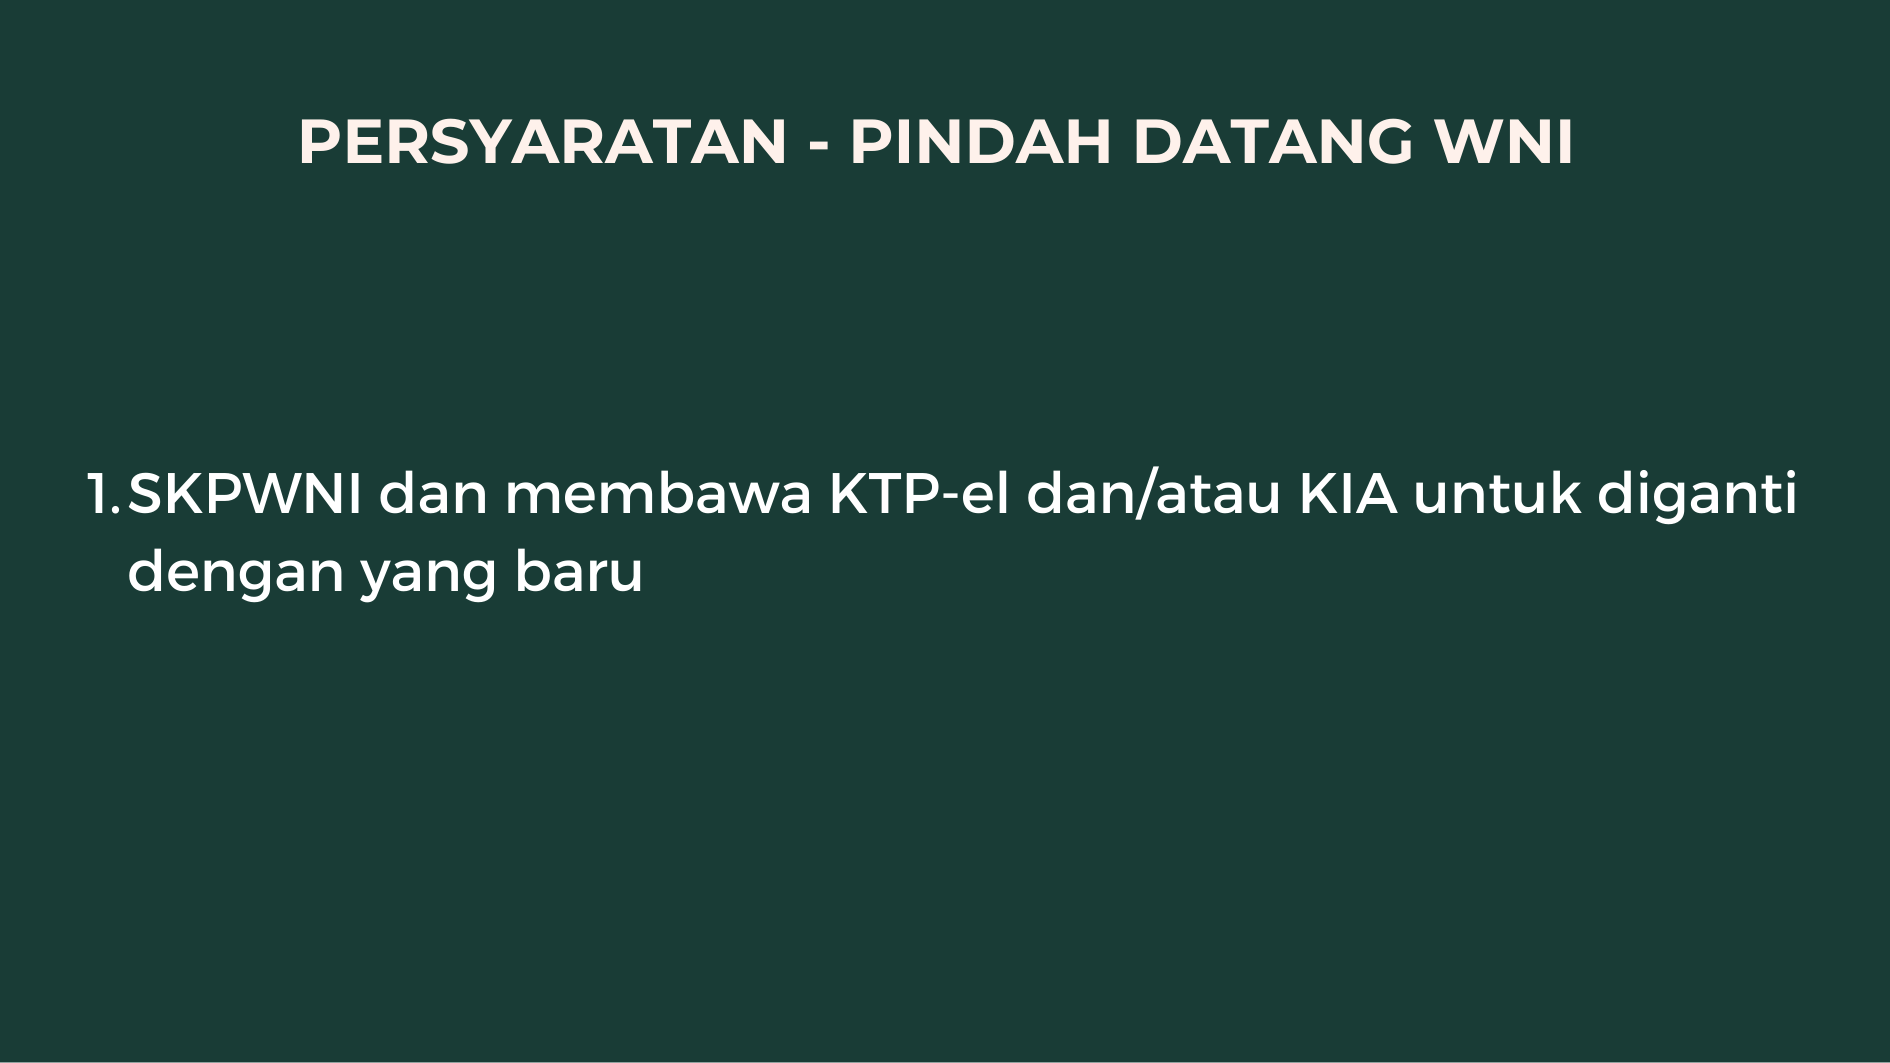 PERSYARATAN - PINDAH DATANG WNI
1. SKPWNI dan membawa KTP-el dan/atau KIA untuk diganti
dengan yang baru